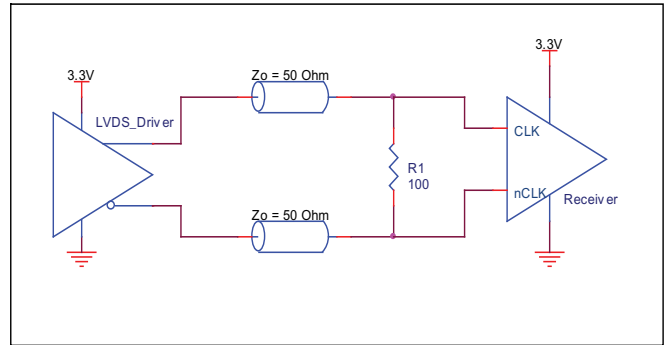 3.3V
LVDS_Driver
Zo = 50 Ohm
Zo = 50 Ohm
R1
100
3.3V
CLK
nCLK
Receiver